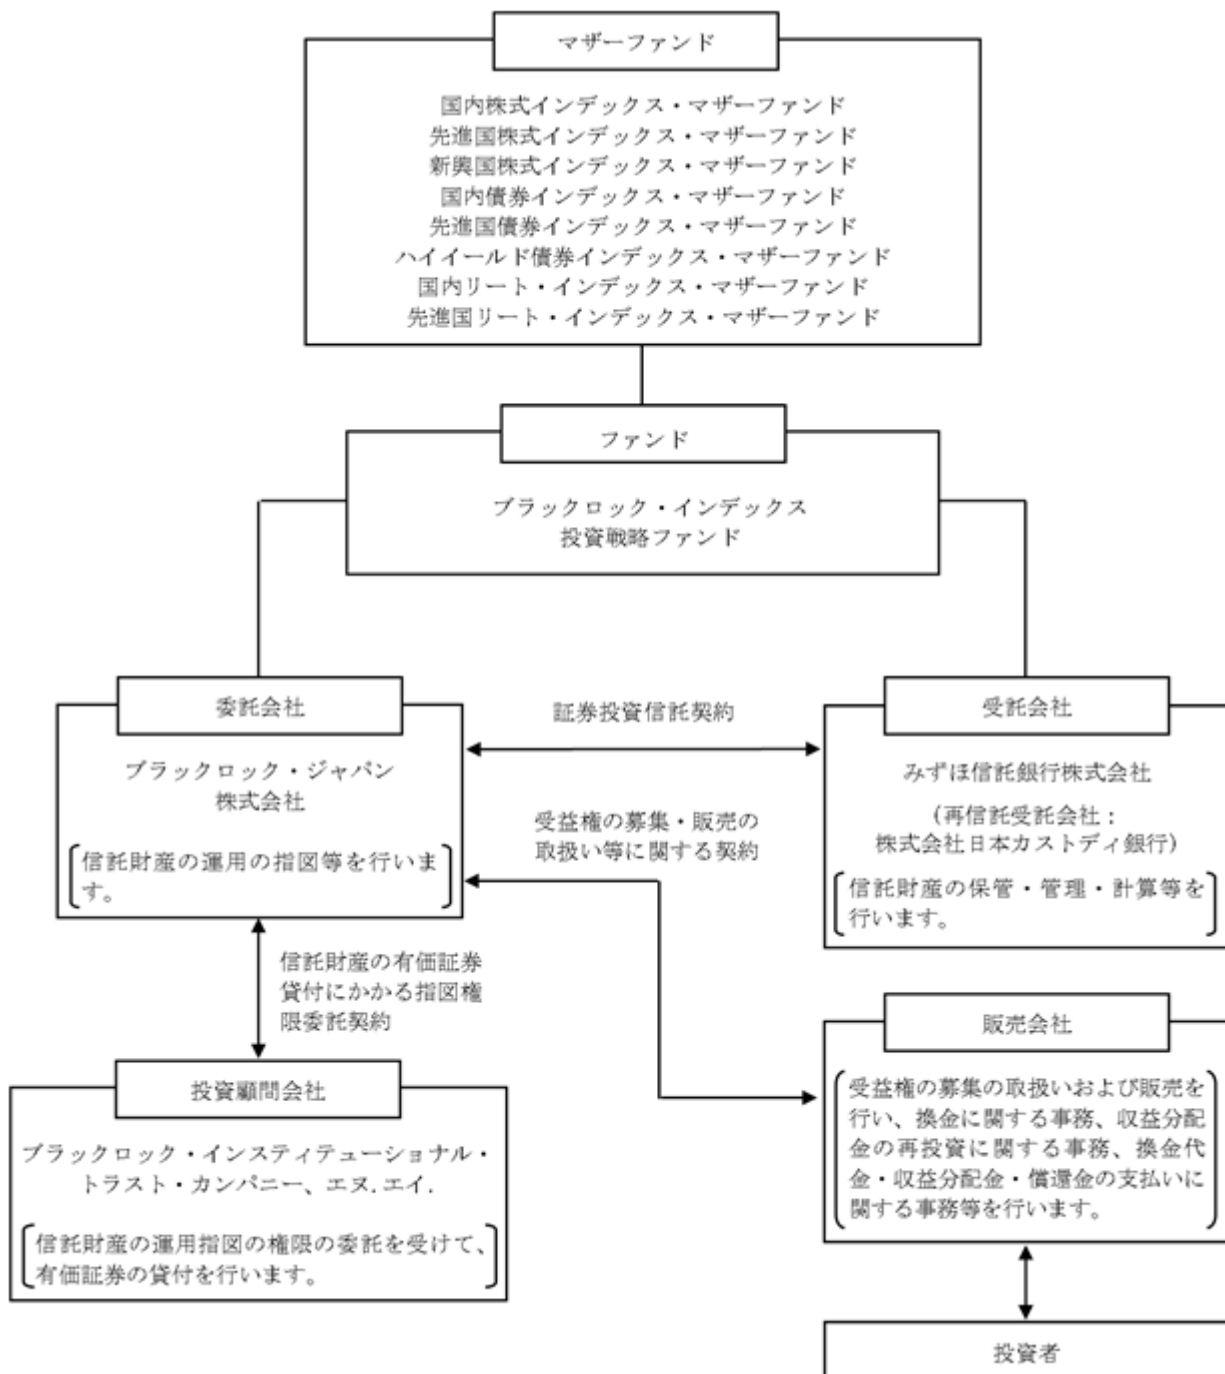 マザーファンド
国内株式インデックス・マザーファンド
先進国株式インデックス・マザーファンド
新興国株式インデックス・マザーファンド
国内債券インデックス・マザーファンド
先進国債券インデックス・マザーファンド
ハイイールド債券インデックス・マザーファンド
国内リート・インデックス・マザーファンド
先進国リート・インデックス・マザーファンド
ファンド
ブラックロック・インデックス
投資戦略ファンド
委託会社
ブラックロック・ジャパン
株式会社
信託財産の運用の指図等を行いま
す。
証券投資信託契約
受益権の募集・販売の
取扱い等に関する契約
受託会社
みずほ信託銀行株式会社
(再信託受託会社:
株式会社日本カストディ銀行)
信託財産の保管・管理・計算等を
行います。
信託財産の有価証券
貸付にかかる指図権
限委託契約
投資顧問会社
ブラックロック・インスティテューショナル・
トラスト・カンパニー、エヌ.エイ.
信託財産の運用指図の権限の委託を受けて、
有価証券の貸付を行います。
販売会社
受益権の募集の取扱いおよび販売を
行い、換金に関する事務、収益分配
金の再投資に関する事務、換金代
金・収益分配金・償還金の支払いに
関する事務等を行います。
投資者